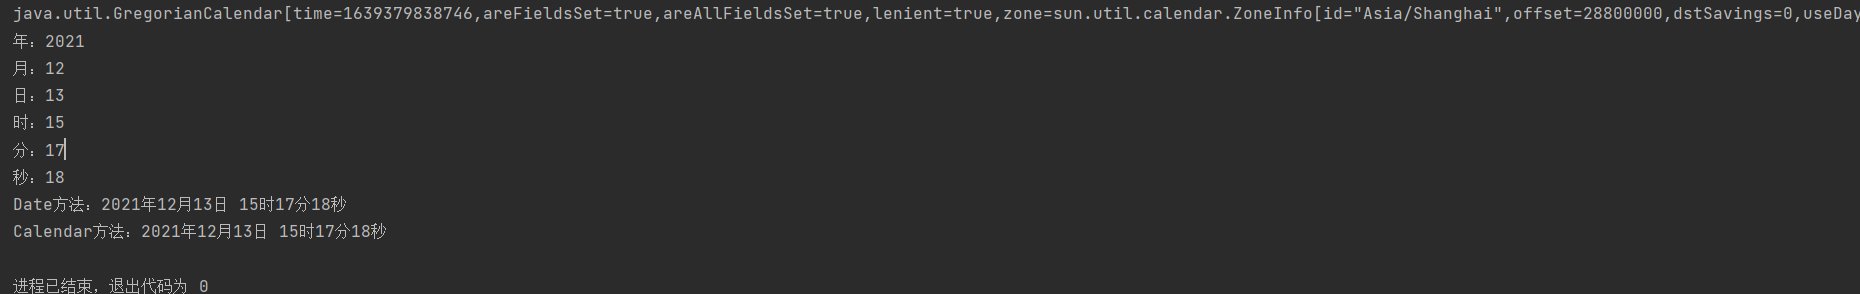 java.util.GregorianCalendar[time=1639379838746,areFieldsSet=true,areAllFieldsSet=true,lenient=true,zone=sun.util.calendar.ZoneInfo[id="Asia/Shanghai",offset=28800000,dstSavings=0,useDay
年：2021
月：12
日：13
时：15
分：17
秒：18
Date方法：2021年12月13日 15时17分18秒
Calendar方法：2021年12月13日 15时17分18秒
进程已结束，退出代码为 0